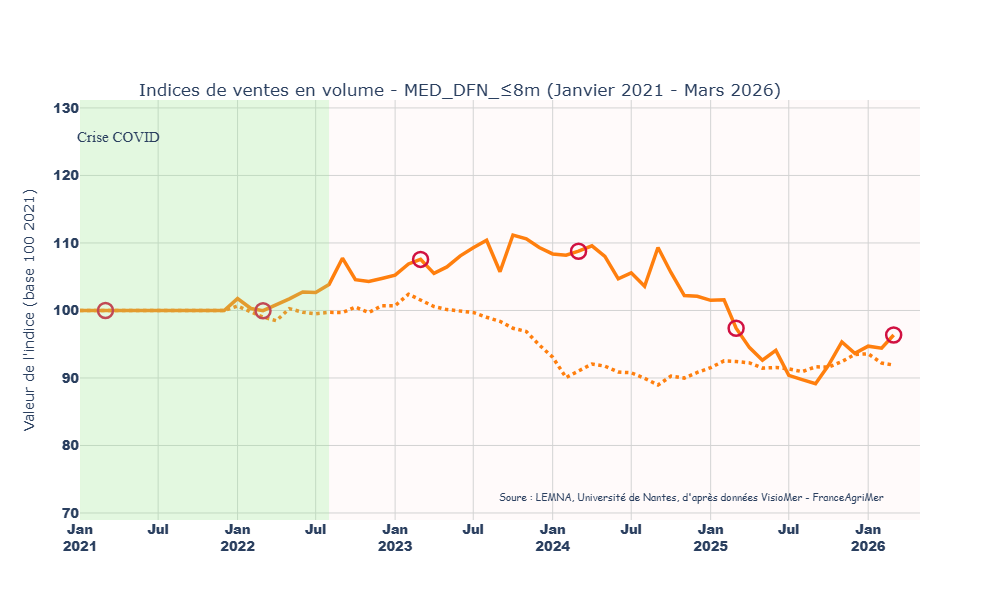 Indices de ventes en volume - MED_DFN_≤8m (Janvier 2021 - Mars 2026)
Valeur de l'indice (base 100 2021)
130
120
110
100
90
80
70
Crise COVID
Soure : LEMNA, Université de Nantes, d'après données VisioMer - FranceAgriMer
Jan Jul Jan Jul Jan Jul Jan Jul Jan Jul Jan
2021 2022 2023 2024 2025 2026